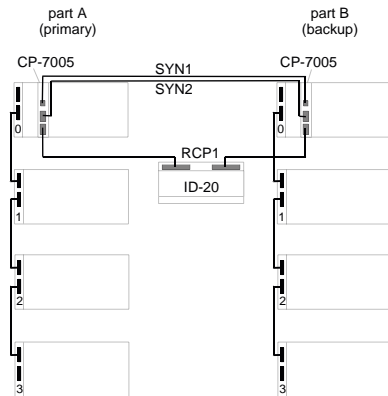 part A
(primary)
part B
(backup)
CP-7005
CP-7005
SYN1
SYN2
0
0
RCP1
ID-20
1
1
2
2
3
3